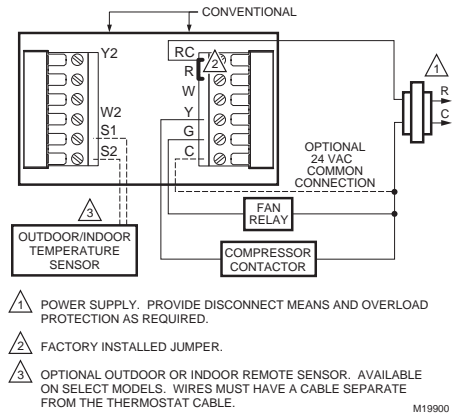 CONVENTIONAL
Y2
W2
S1
S2
RC
R
W
Y
G
C
2
1
R
C
OPTIONAL
24 VAC
COMMON
CONNECTION
3
FAN
RELAY
OUTDOOR/INDOOR
TEMPERATURE
SENSOR
COMPRESSOR
CONTACTOR
1 POWER SUPPLY. PROVIDE DISCONNECT MEANS AND OVERLOAD
PROTECTION AS REQUIRED.
2 FACTORY INSTALLED JUMPER.
3 OPTIONAL OUTDOOR OR INDOOR REMOTE SENSOR. AVAILABLE
ON SELECT MODELS. WIRES MUST HAVE A CABLE SEPARATE
FROM THE THERMOSTAT CABLE.
M19900